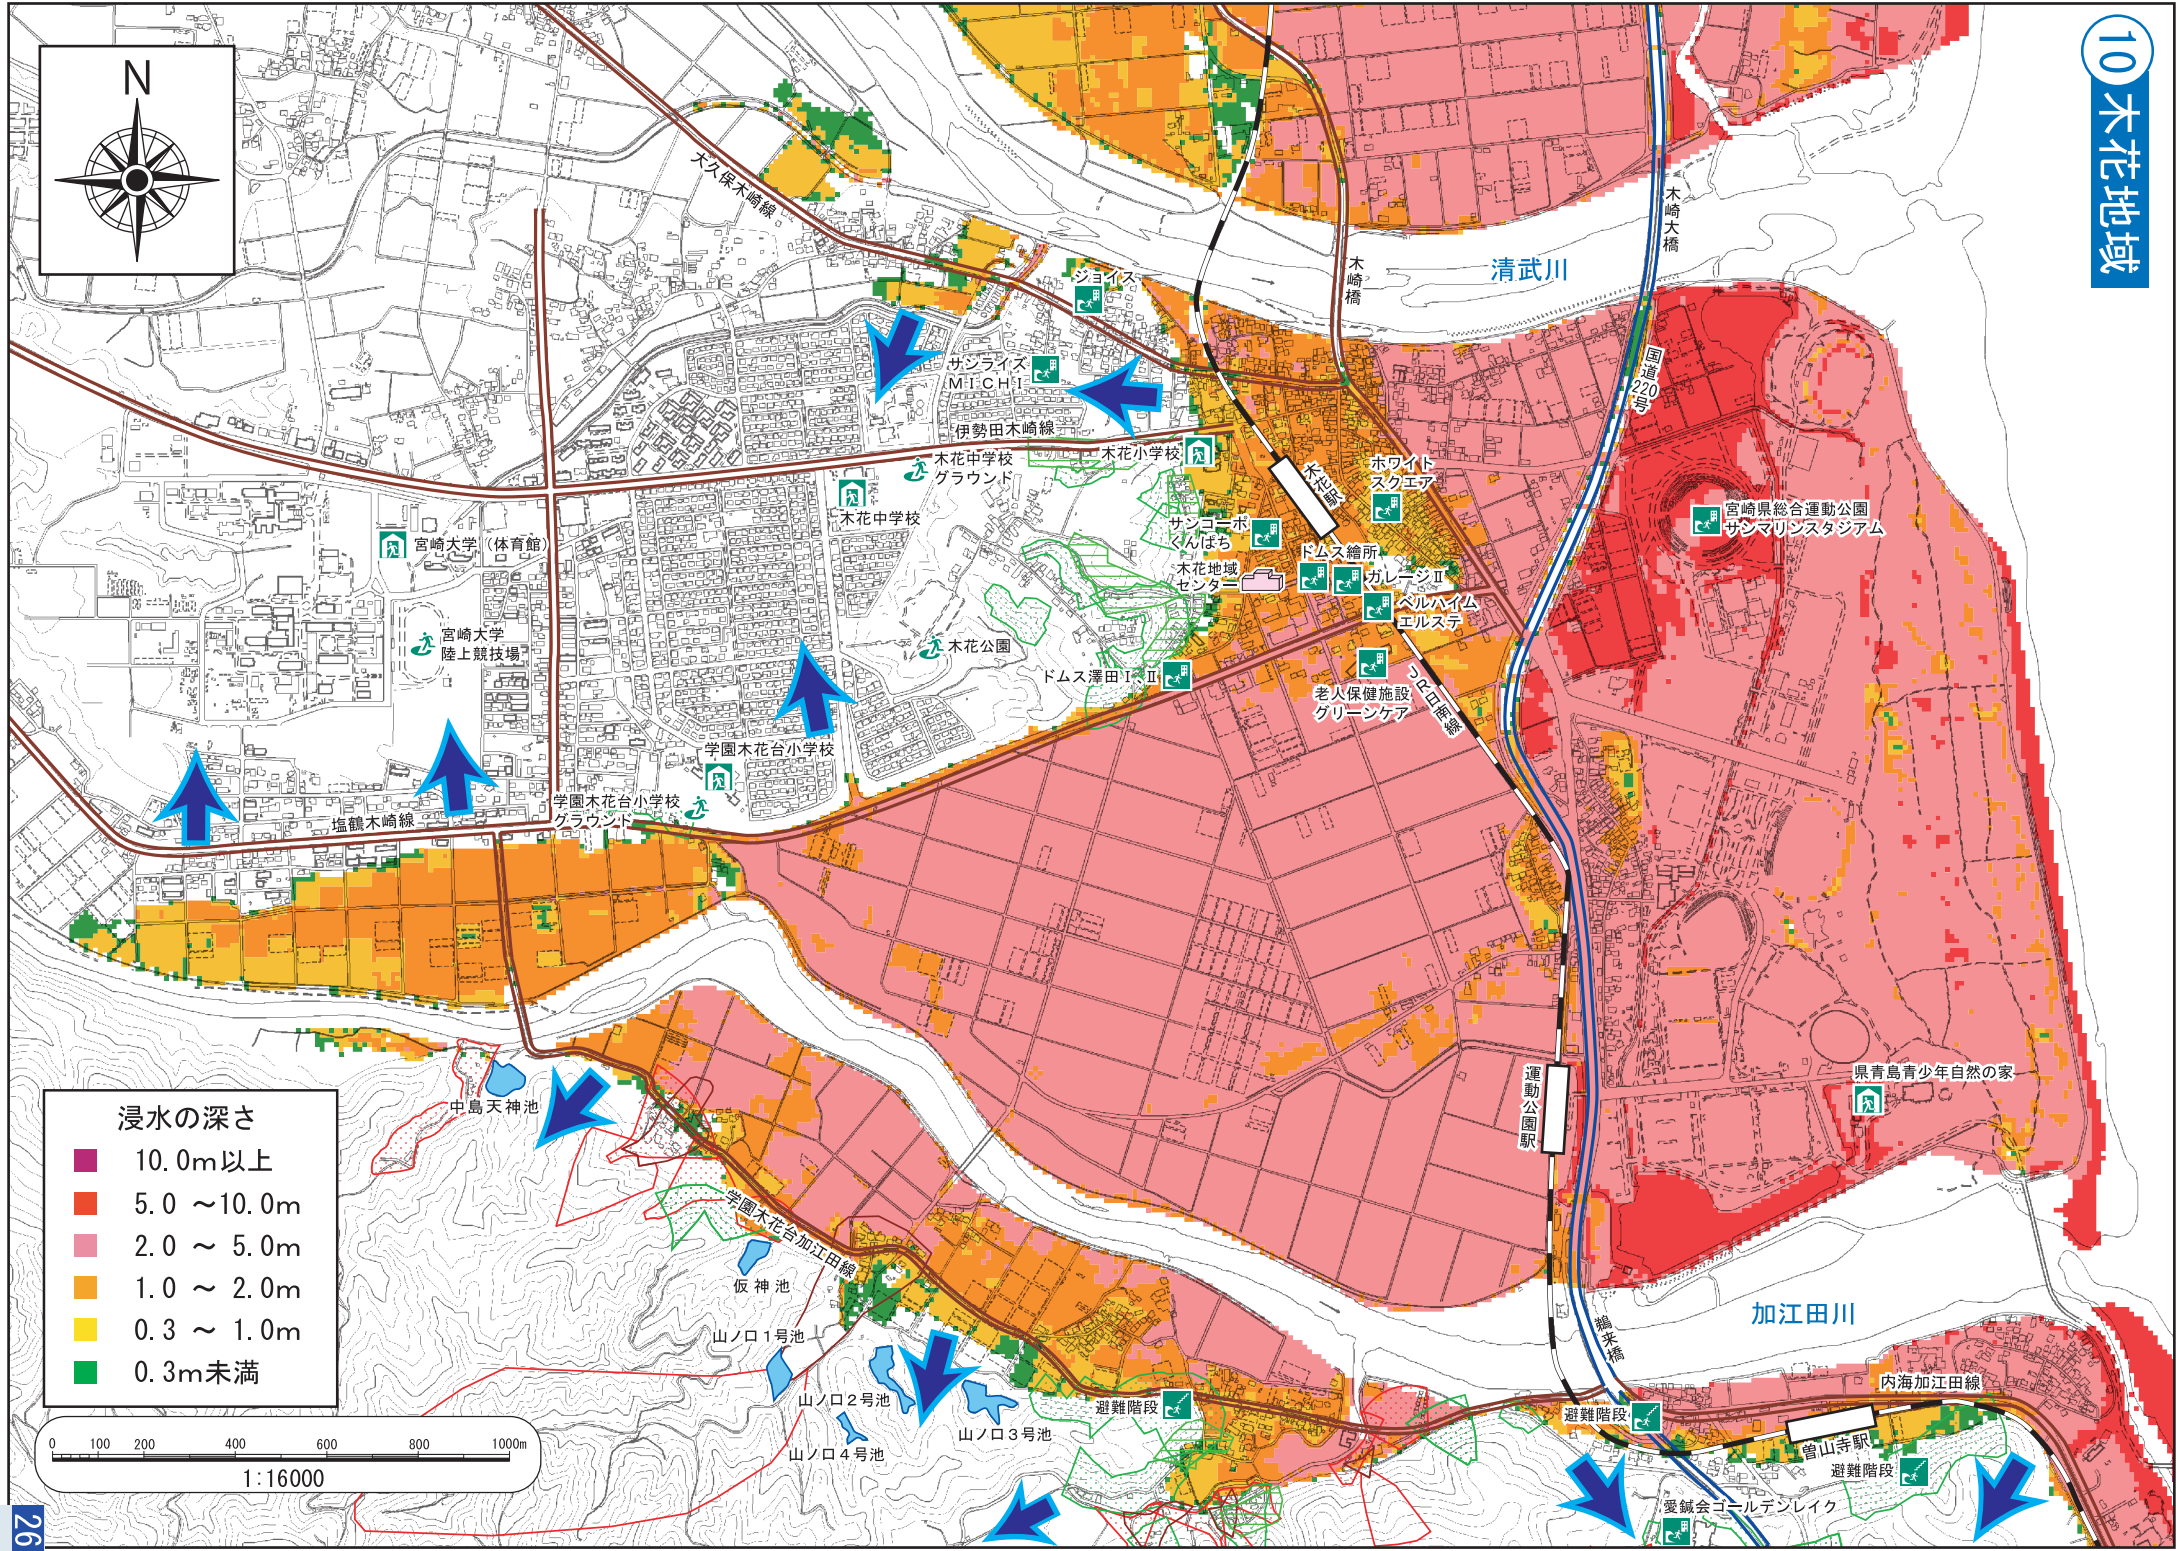 ⑩ 木花地域
N
大久保木崎線
木崎大橋
木崎橋
清武川
ジョイス
サンライズ
MICHI
国道220号
伊勢田木崎線
木花中学校
グラウンド
木花小学校
ホワイト
スクエア
木花駅
木花中学校
宮崎大学（体育館）
サンコーポ
くんぱち
ドムス繪所
ガレージⅡ
木花地域
センター
ベルハイム
エルステ
宮崎県総合運動公園
サンマリンスタジアム
宮崎大学
陸上競技場
木花公園
ドムス澤田Ⅰ、Ⅱ
老人保健施設
グリーンケア
JR日南線
学園木花台小学校
学園木花台小学校
グラウンド
塩鶴木崎線
運動公園駅
県青島青少年自然の家
中島天神池
学園木花台加江田線
仮神池
山ノ口1号池
山ノ口2号池
山ノ口3号池
山ノ口4号池
避難階段
加江田川
鵜来橋
内海加江田線
避難階段
曽山寺駅
避難階段
愛鍼会ゴールデンレイク
浸水の深さ
10.0m以上
5.0 ～10.0m
2.0 ～ 5.0m
1.0 ～ 2.0m
0.3 ～ 1.0m
0.3m未満
0 100 200 400 600 800 1000m
1:16000
26